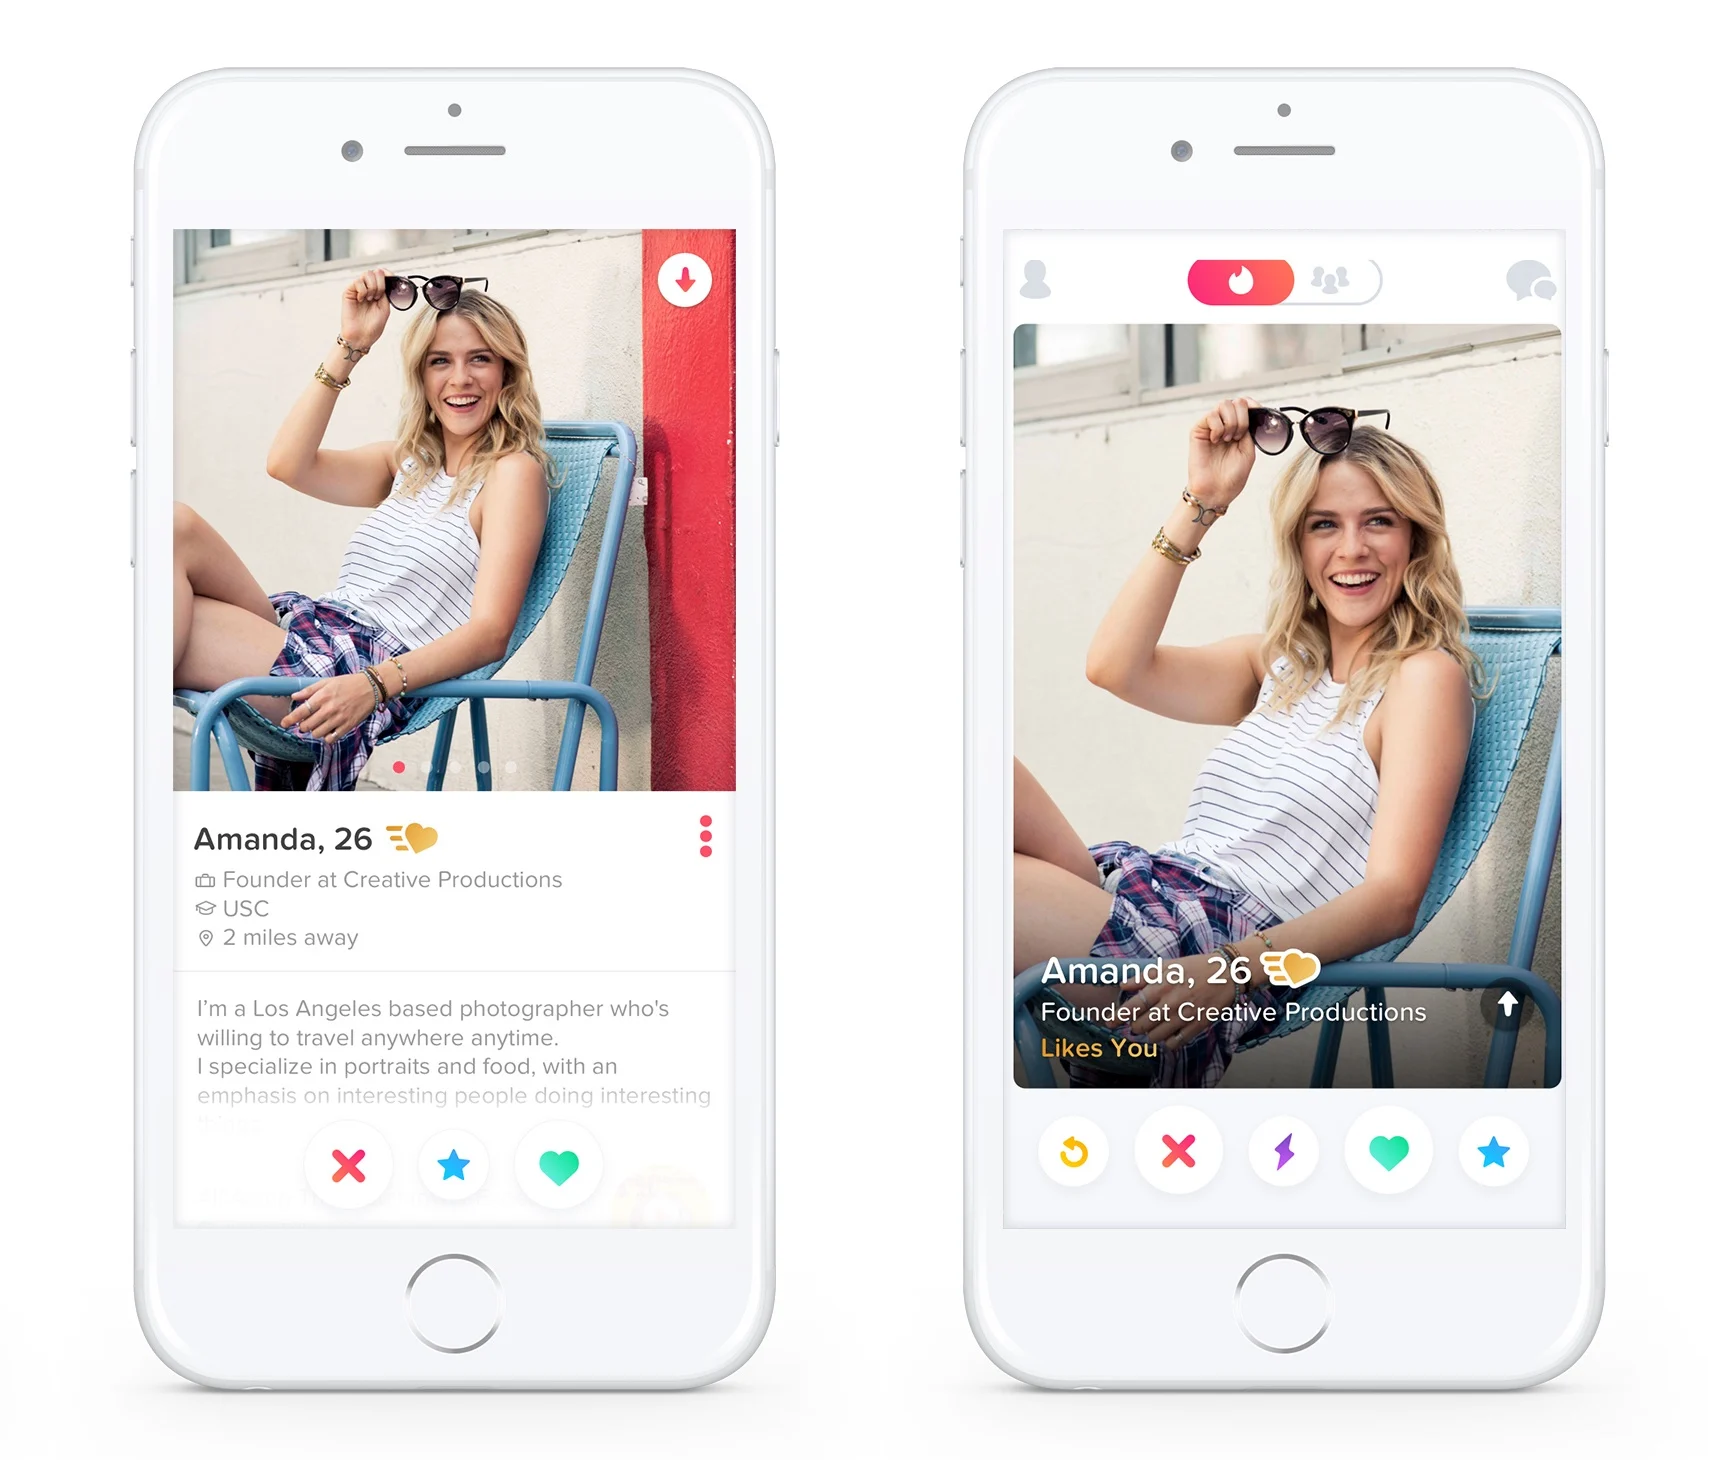 Amanda, 26
Founder at Creative Productions
USC
2 miles away
I'm a Los Angeles based photographer who's
willing to travel anywhere anytime.
I specialize in portraits and food, with an
emphasis on interesting people doing interesting
Amanda, 26
Founder at Creative Productions
Likes You